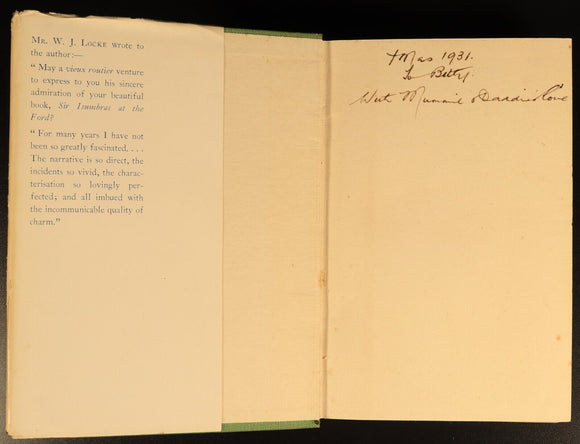 MR. W. J. LOCKE wrote to
the author:—
" May a vieux routier venture
to express to you his sincere
admiration of your beautiful
book, Sir Isumbras at the
Ford?
" For many years I have not
been so greatly fascinated. . . .
The narrative is so direct, the
incidents so vivid, the charac-
terisation so lovingly per-
fected; and all imbued with
the incommunicable quality of
charm."
Xmas 1931.
To Betty.
With Mummie & Daddie's love